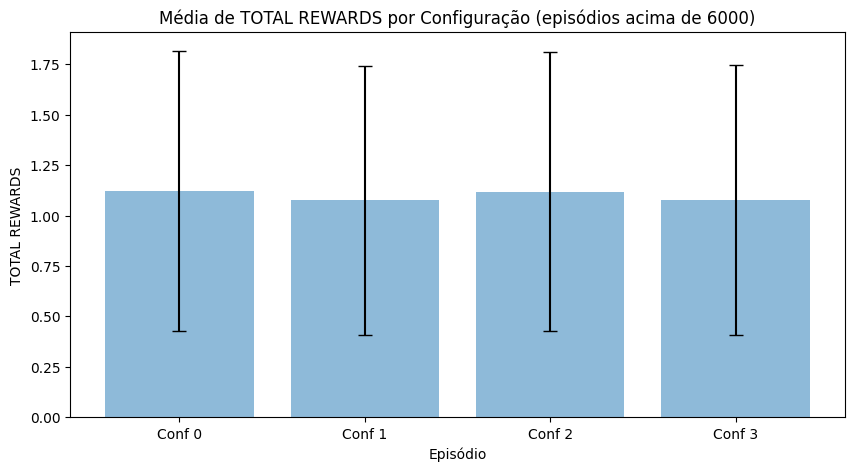 Média de TOTAL REWARDS por Configuração (episódios acima de 6000)
TOTAL REWARDS
1.75
1.50
1.25
1.00
0.75
0.50
0.25
0.00
Conf 0
Conf 1
Conf 2
Conf 3
Episódio